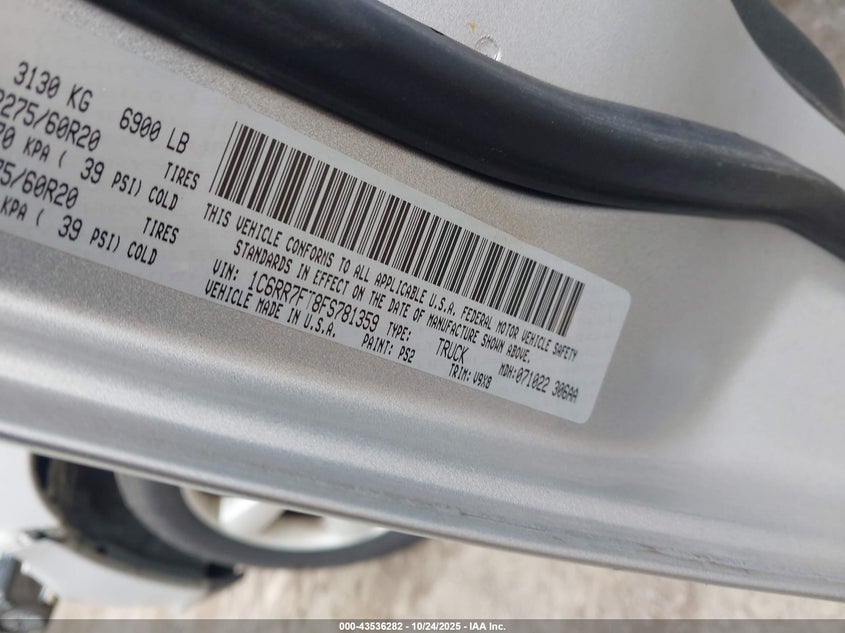 3130 KG 6900 LB
275/60R20 TIRES
KPA ( 39 PSI) COLD
75/60R20 TIRES
KPA ( 39 PSI) COLD
THIS VEHICLE CONFORMS TO ALL APPLICABLE U.S.A. FEDERAL MOTOR VEHICLE SAFETY
STANDARDS IN EFFECT ON THE DATE OF MANUFACTURE SHOWN ABOVE.
VIN: 1C6RR7FT8FS781359 TYPE: TRUCK MDH:071022 306AA
VEHICLE MADE IN U.S.A. PAINT: PS2 TRIM: V9X8
000-43536282 - 10/24/2025 - IAA Inc.